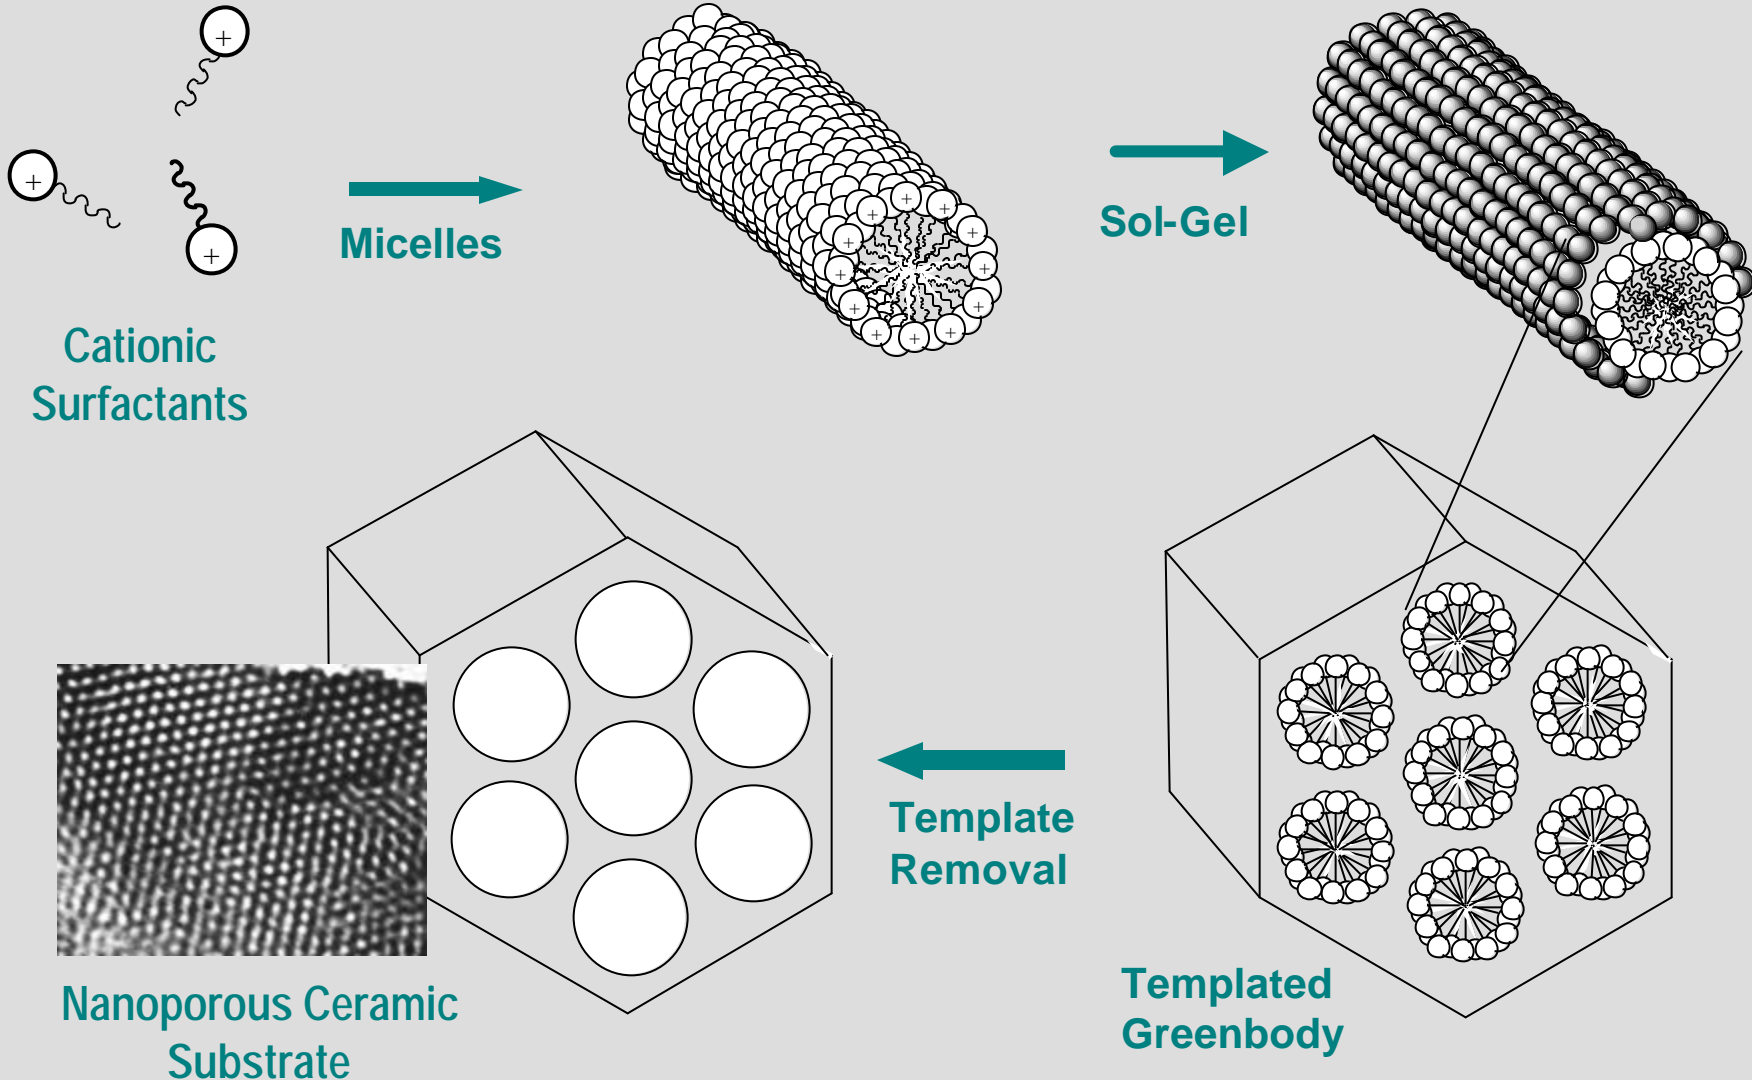 +
+
+
Cationic
Surfactants
Micelles
+
+
+
+
+
+
+
+
+
+
+
+
Sol-Gel
Template
Removal
Templated
Greenbody
Nanoporous Ceramic
Substrate